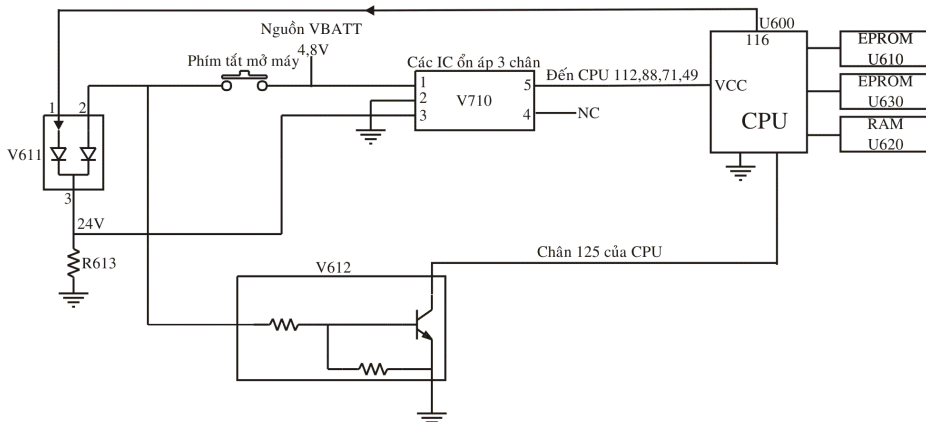 U600
116
EPROM
U610
Nguồn VBATT
4,8V
Phím tắt mở máy
Các IC ổn áp 3 chân
Đến CPU 112,88,71,49
1
2
3
5
4
V710
NC
VCC
CPU
EPROM
U630
RAM
U620
1
2
V611
3
24V
R613
Chân 125 của CPU
V612